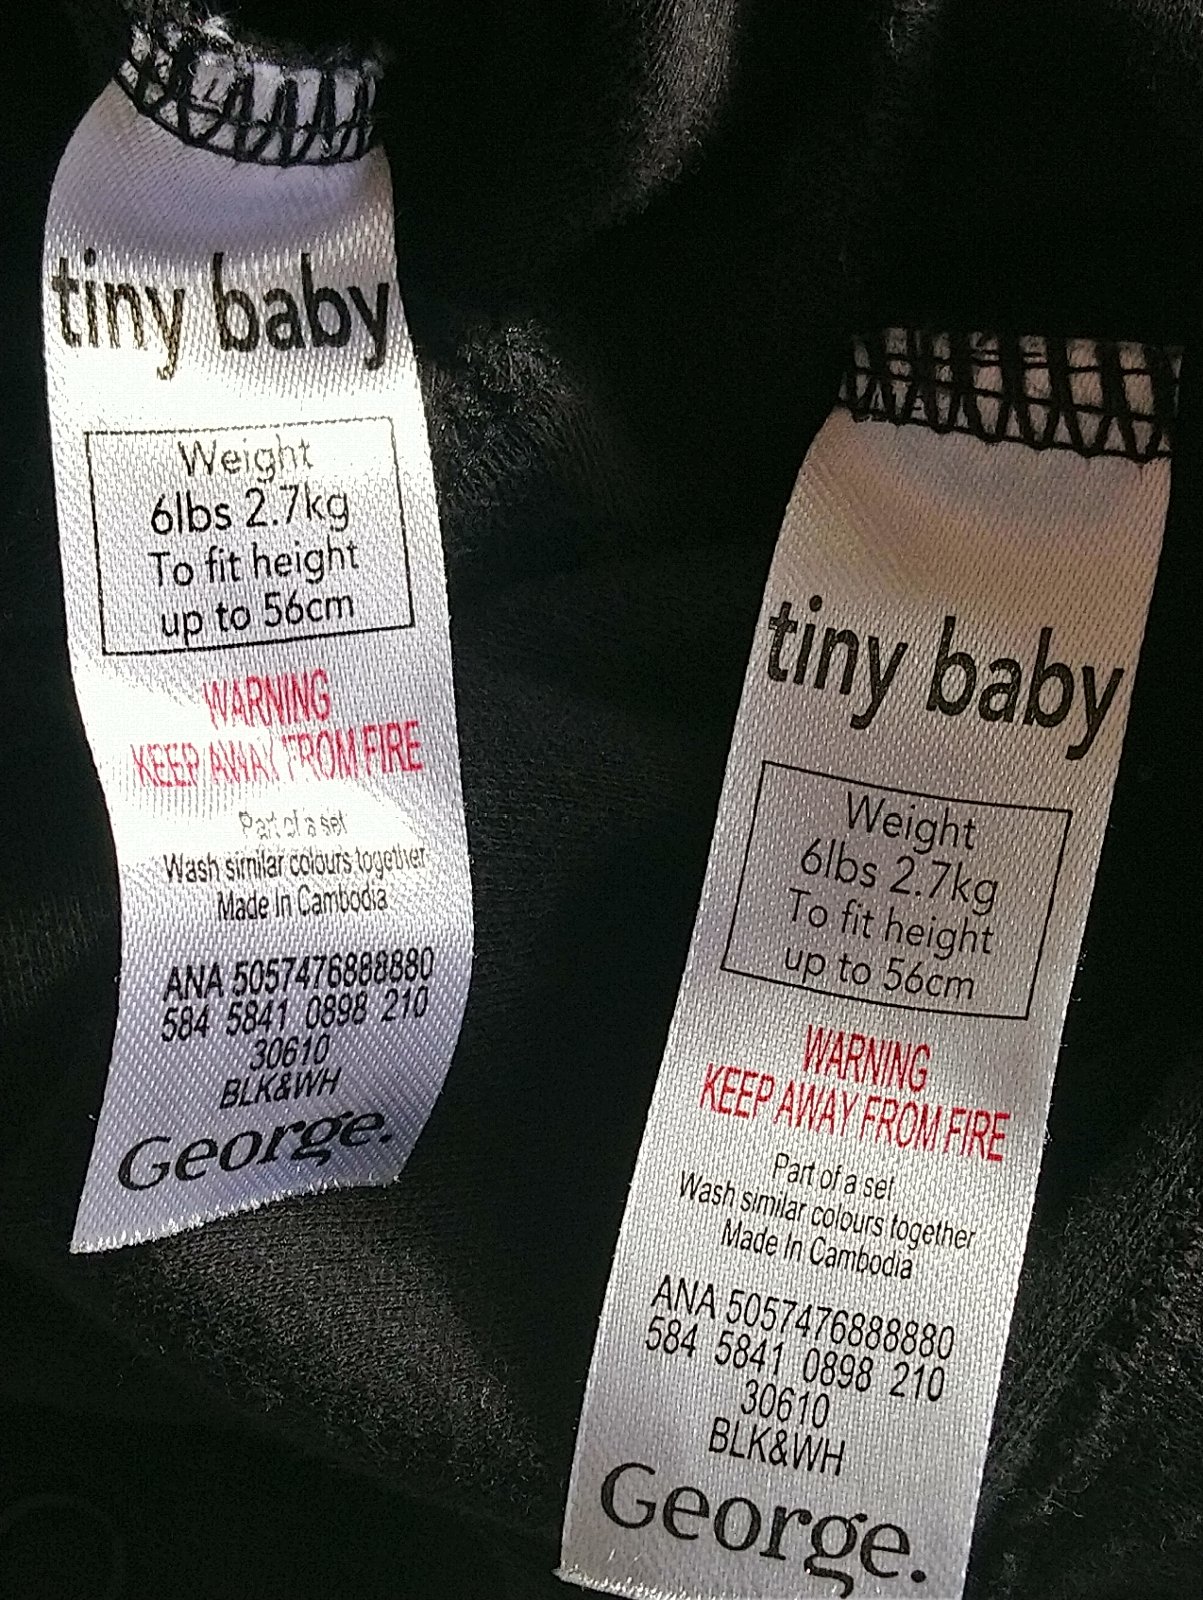 tiny baby
Weight
6lbs 2.7kg
To fit height
up to 56cm
WARNING
KEEP AWAY FROM FIRE
Part of a set
Wash similar colours together
Made In Cambodia
ANA 5057476888880
584 5841 0898 210
30610
BLK&WH
George.
tiny baby
Weight
6lbs 2.7kg
To fit height
up to 56cm
WARNING
KEEP AWAY FROM FIRE
Part of a set
Wash similar colours together
Made In Cambodia
ANA 5057476888880
584 5841 0898 210
30610
BLK&WH
George.